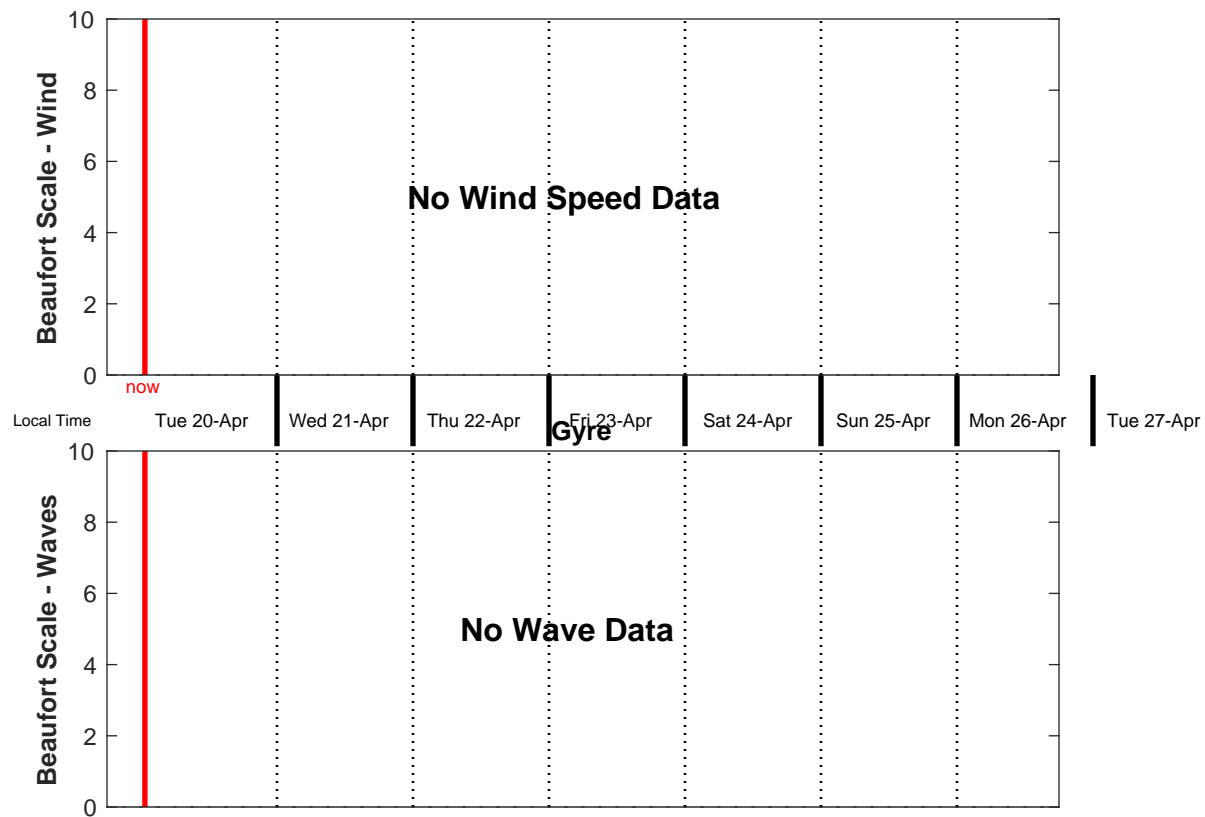 Beaufort Scale - Wind
10
8
6
4
2
0
No Wind Speed Data
now
Local Time
Tue 20-Apr
Wed 21-Apr
Thu 22-Apr
Fri 23-Apr
Sat 24-Apr
Sun 25-Apr
Mon 26-Apr
Tue 27-Apr
Gyre
Beaufort Scale - Waves
10
8
6
4
2
0
No Wave Data